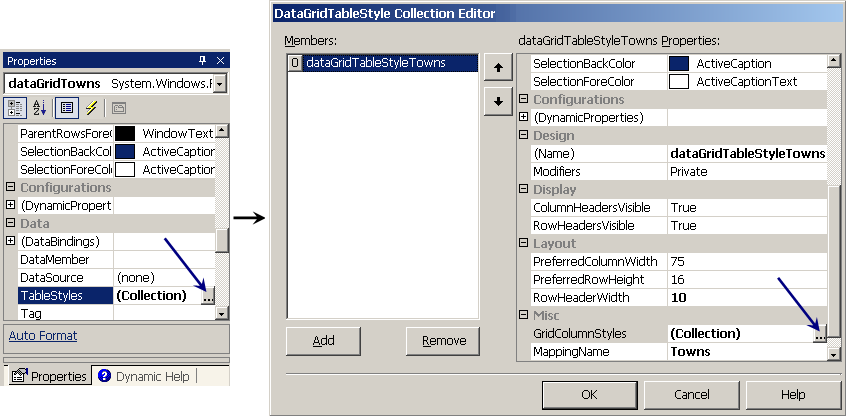 Properties
dataGridTowns System.Windows.F
ParentRowsForeC WindowText
SelectionBackCol ActiveCaption
SelectionForeColo ActiveCaption
Configurations
(DynamicPropert
Data
(DataBindings)
DataMember
DataSource (none)
TableStyles (Collection) ...
Tag
Auto Format
Properties ? Dynamic Help
DataGridTableStyle Collection Editor
Members:
0 dataGridTableStyleTowns
Add Remove
dataGridTableStyleTowns Properties:
SelectionBackColor ActiveCaption
SelectionForeColor ActiveCaptionText
Configurations
(DynamicProperties)
Design
(Name) dataGridTableStyleTowns
Modifiers Private
Display
ColumnHeadersVisible True
RowHeadersVisible True
Layout
PreferredColumnWidth 75
PreferredRowHeight 16
RowHeaderWidth 10
Misc
GridColumnStyles (Collection) ...
MappingName Towns
OK Cancel Help